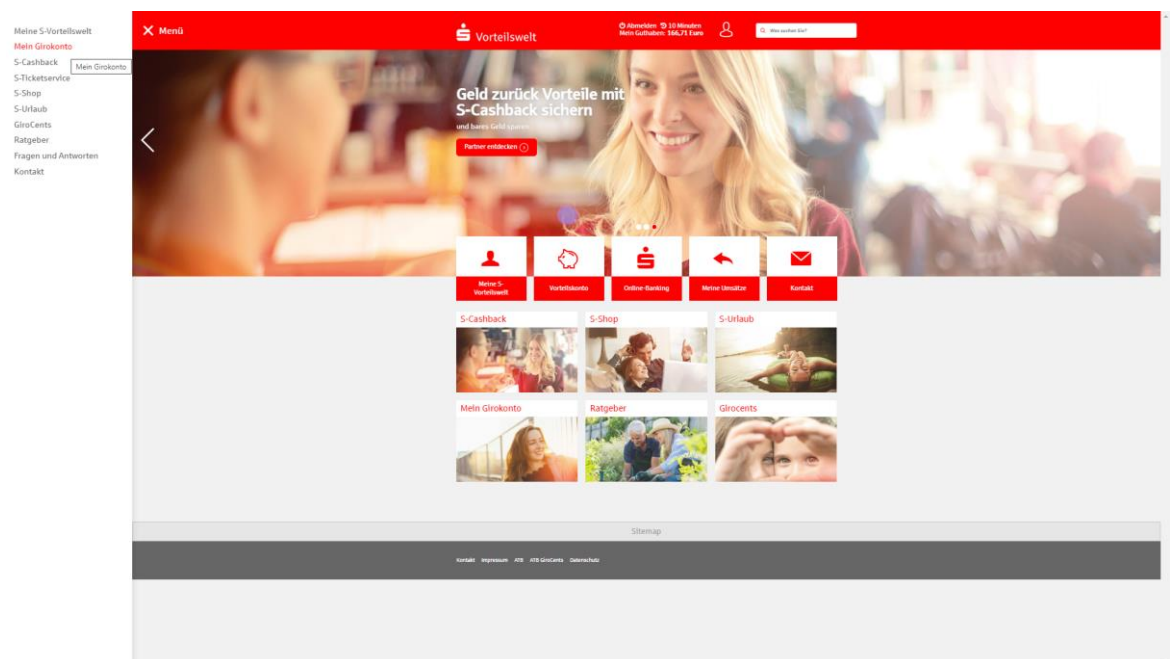 Meine S-Vorteilswelt
Mein Girokonto
S-Cashback
Mein Girokonto
S-Ticketservice
S-Shop
S-Urlaub
GiroCents
Ratgeber
Fragen und Antworten
Kontakt
Menü
Vorteilswelt
Abmelden 10 Minuten
Mein Guthaben: 166,71 Euro
Was suchen Sie?
Geld zurück Vorteile mit
S-Cashback sichern
und bares Geld sparen
Partner entdecken
Meine S-
Vorteilswelt
Vorteilskonto
Online-Banking
Meine Umsätze
Kontakt
S-Cashback
S-Shop
S-Urlaub
Mein Girokonto
Ratgeber
Girocents
Sitemap
Kontakt Impressum ATB ATB GiroCents Datenschutz